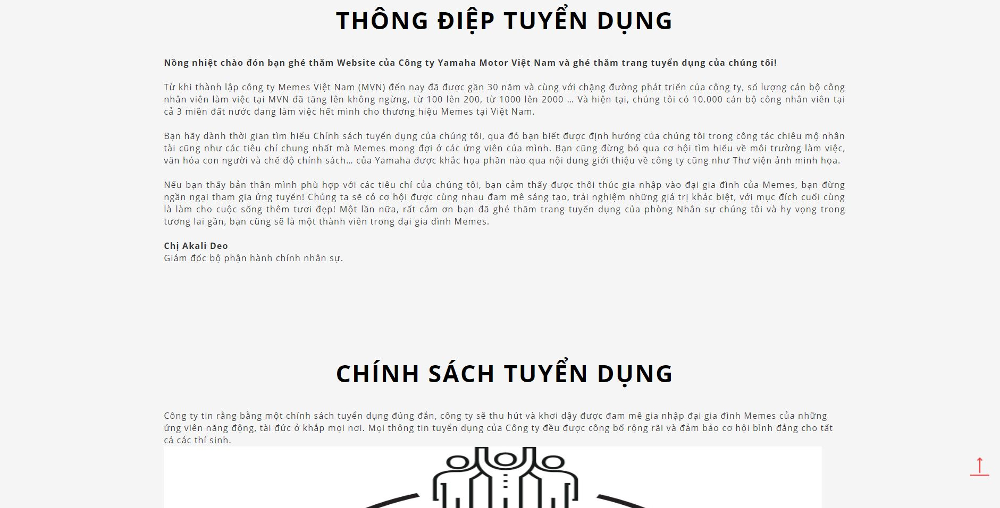 THÔNG ĐIỆP TUYỂN DỤNG
Nồng nhiệt chào đón bạn ghé thăm Website của Công ty Yamaha Motor Việt Nam và ghé thăm trang tuyển dụng của chúng tôi!
Từ khi thành lập công ty Memes Việt Nam (MVN) đến nay đã được gần 30 năm và cùng với chặng đường phát triển của công ty, số lượng cán bộ công
nhân viên làm việc tại MVN đã tăng lên không ngừng, từ 100 lên 200, từ 1000 lên 2000 … Và hiện tại, chúng tôi có 10.000 cán bộ công nhân viên tại
cả 3 miền đất nước đang làm việc hết mình cho thương hiệu Memes tại Việt Nam.
Bạn hãy dành thời gian tìm hiểu Chính sách tuyển dụng của chúng tôi, qua đó bạn biết được định hướng của chúng tôi trong công tác chiêu mộ nhân
tài cũng như các tiêu chí chung nhất mà Memes mong đợi ở các ứng viên của mình. Bạn cũng đừng bỏ qua cơ hội tìm hiểu về môi trường làm việc,
văn hóa con người và chế độ chính sách… của Yamaha được khắc họa phần nào qua nội dung giới thiệu về công ty cũng như Thư viện ảnh minh họa.
Nếu bạn thấy bản thân mình phù hợp với các tiêu chí của chúng tôi, bạn cảm thấy được thôi thúc gia nhập vào đại gia đình của Memes, bạn đừng
ngần ngại tham gia ứng tuyển! Chúng ta sẽ có cơ hội được cùng nhau đam mê sáng tạo, trải nghiệm những giá trị khác biệt, với mục đích cuối cùng
là làm cho cuộc sống thêm tươi đẹp! Một lần nữa, rất cảm ơn bạn đã ghé thăm trang tuyển dụng của phòng Nhân sự chúng tôi và hy vọng trong
tương lai gần, bạn cũng sẽ là một thành viên trong đại gia đình Memes.
Chị Akali Deo
Giám đốc bộ phận hành chính nhân sự.
CHÍNH SÁCH TUYỂN DỤNG
Công ty tin rằng bằng một chính sách tuyển dụng đúng đắn, công ty sẽ thu hút và khơi dậy được đam mê gia nhập đại gia đình Memes của những
ứng viên năng động, tài đức ở khắp mọi nơi. Mọi thông tin tuyển dụng của Công ty đều được công bố rộng rãi và đảm bảo cơ hội bình đẳng cho tất
cả các thí sinh.